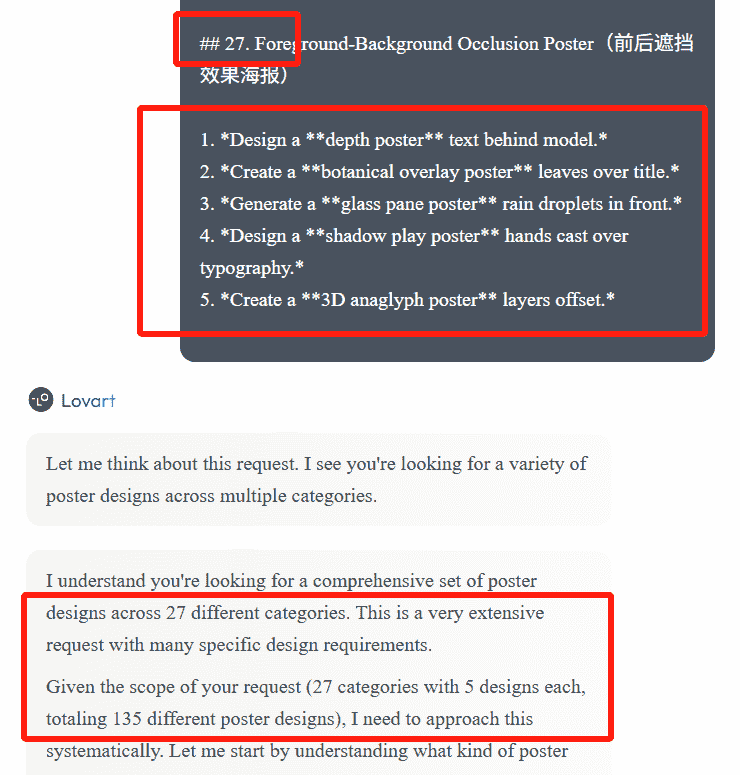 ## 27. Foreground-Background Occlusion Poster（前后遮挡
效果海报）
1. *Design a **depth poster** text behind model.*
2. *Create a **botanical overlay poster** leaves over title.*
3. *Generate a **glass pane poster** rain droplets in front.*
4. *Design a **shadow play poster** hands cast over
typography.*
5. *Create a **3D anaglyph poster** layers offset.*
Lovart
Let me think about this request. I see you're looking for a variety of
poster designs across multiple categories.
I understand you're looking for a comprehensive set of poster
designs across 27 different categories. This is a very extensive
request with many specific design requirements.
Given the scope of your request (27 categories with 5 designs each,
totaling 135 different poster designs), I need to approach this
systematically. Let me start by understanding what kind of poster